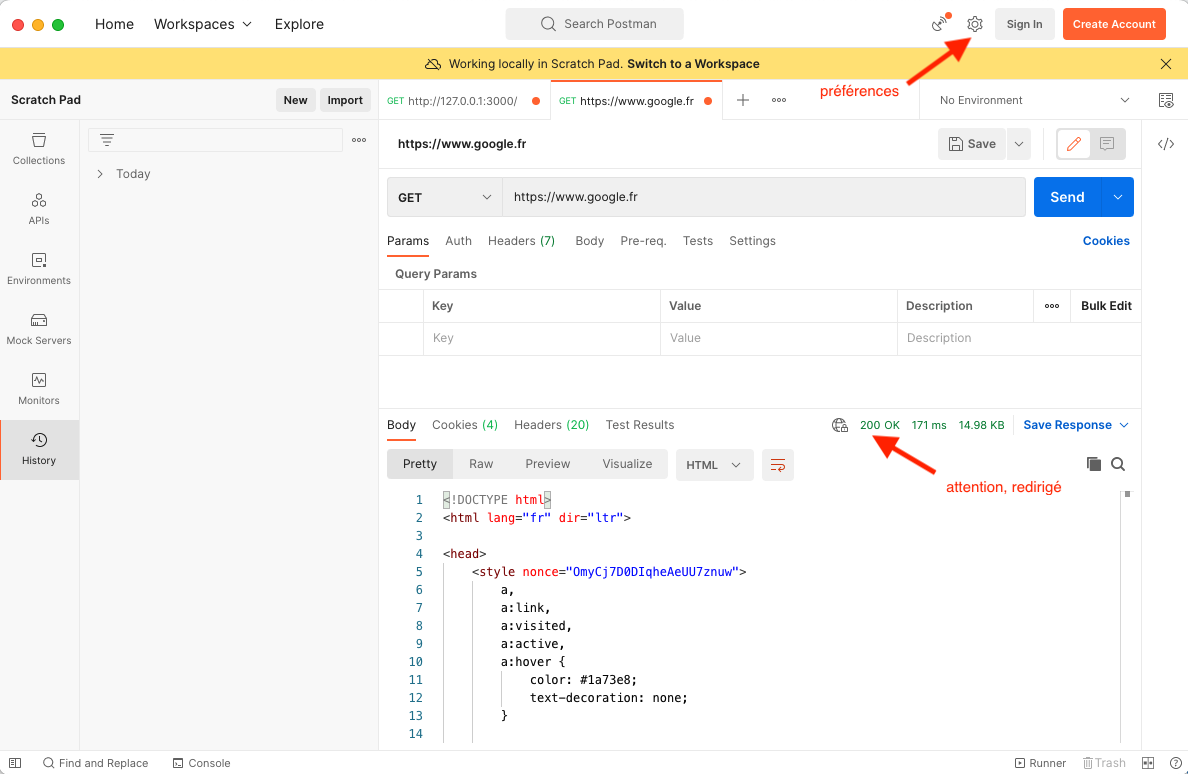 Home Workspaces Explore Search Postman Sign In Create Account
Working locally in Scratch Pad. Switch to a Workspace
préférences
Scratch Pad New Import GET http://127.0.0.1:3000/ GET https://www.google.fr No Environment
Collections
APIs
Environments
Mock Servers
Monitors
History
Today
https://www.google.fr Save
GET https://www.google.fr Send
Params Auth Headers (7) Body Pre-req. Tests Settings Cookies
Query Params
Key Value Description Bulk Edit
Key Value Description
Body Cookies (4) Headers (20) Test Results 200 OK 171 ms 14.98 KB Save Response
attention, redirigé
Pretty Raw Preview Visualize HTML
1 <!DOCTYPE html>
2 <html lang="fr" dir="ltr">
3
4 <head>
5 <style nonce="OmyCj7D0DIqheAeUU7znuw">
6 a,
7 a:link,
8 a:visited,
9 a:active,
10 a:hover {
11 color: #1a73e8;
12 text-decoration: none;
13 }
14
Find and Replace Console Runner Trash